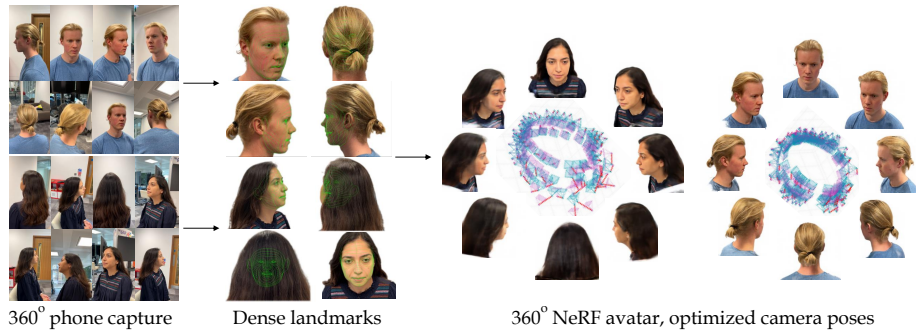 360° phone capture
Dense landmarks
360° NeRF avatar, optimized camera poses